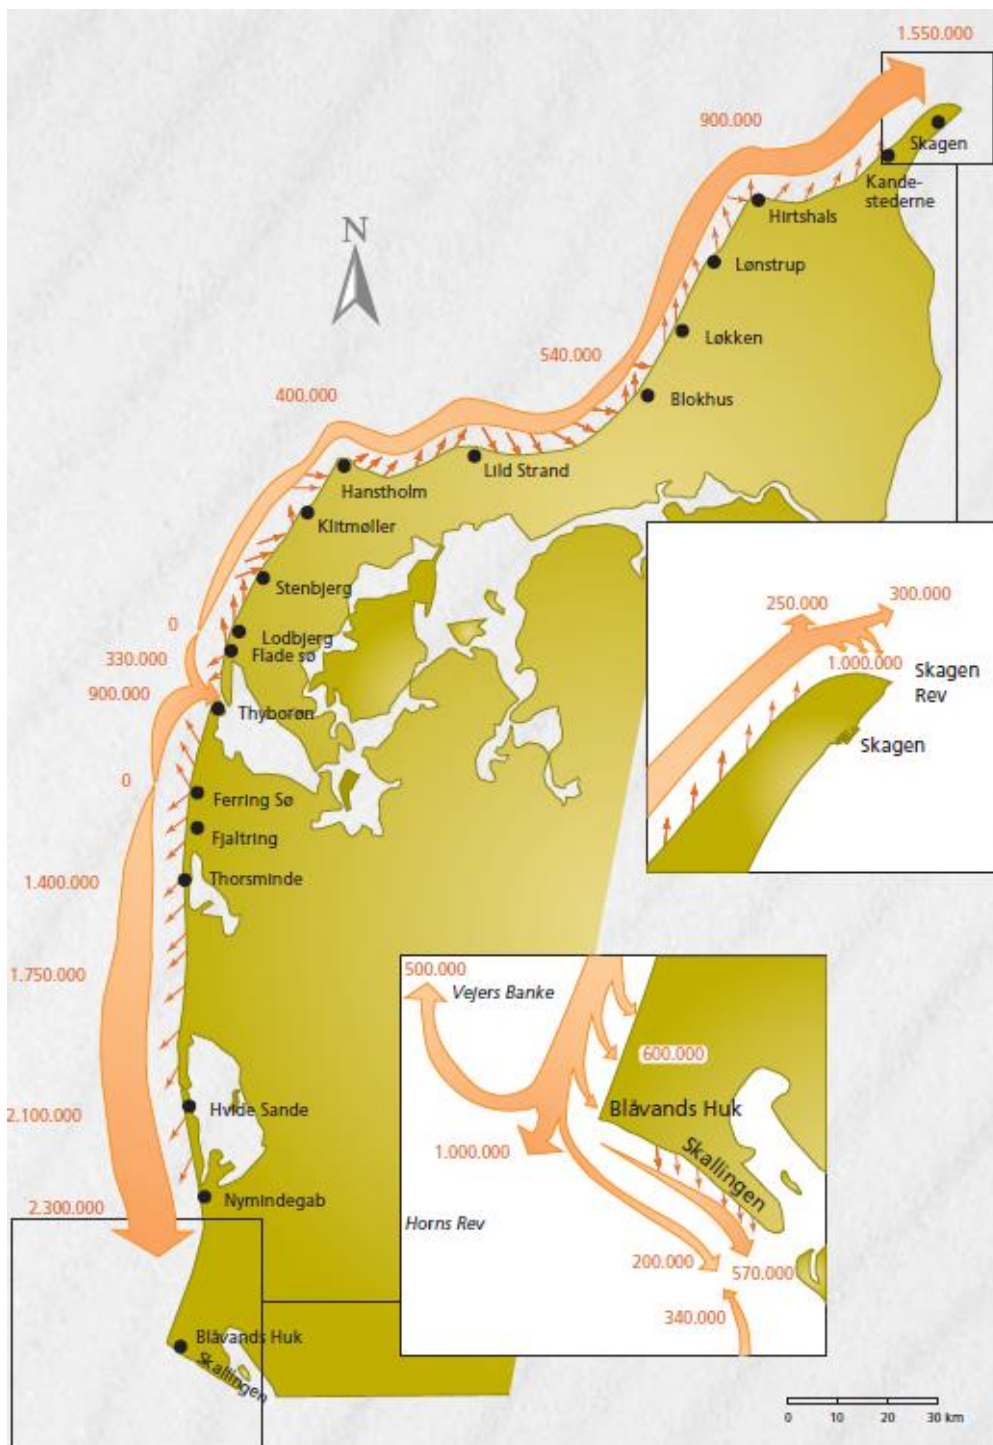 1.550.000
900.000
Skagen
Kande-
stederne
Hirtshals
N
Lønstrup
Løkken
540.000
400.000
Blokhus
Lild Strand
Hanstholm
Klitmøller
Stenbjerg
0
Lodbjerg
330.000
Flade sø
900.000
Thyborøn
0
Ferring Sø
Fjaltring
1.400.000
Thorsminde
1.750.000
2.100.000
Hvide Sande
Nymindegab
2.300.000
Blåvands Huk
Skallingen
250.000
300.000
1.000.000
Skagen
Rev
Skagen
500.000
Vejers Banke
600.000
Blåvands Huk
1.000.000
Skallingen
Horns Rev
200.000
570.000
340.000
0 10 20 30 km